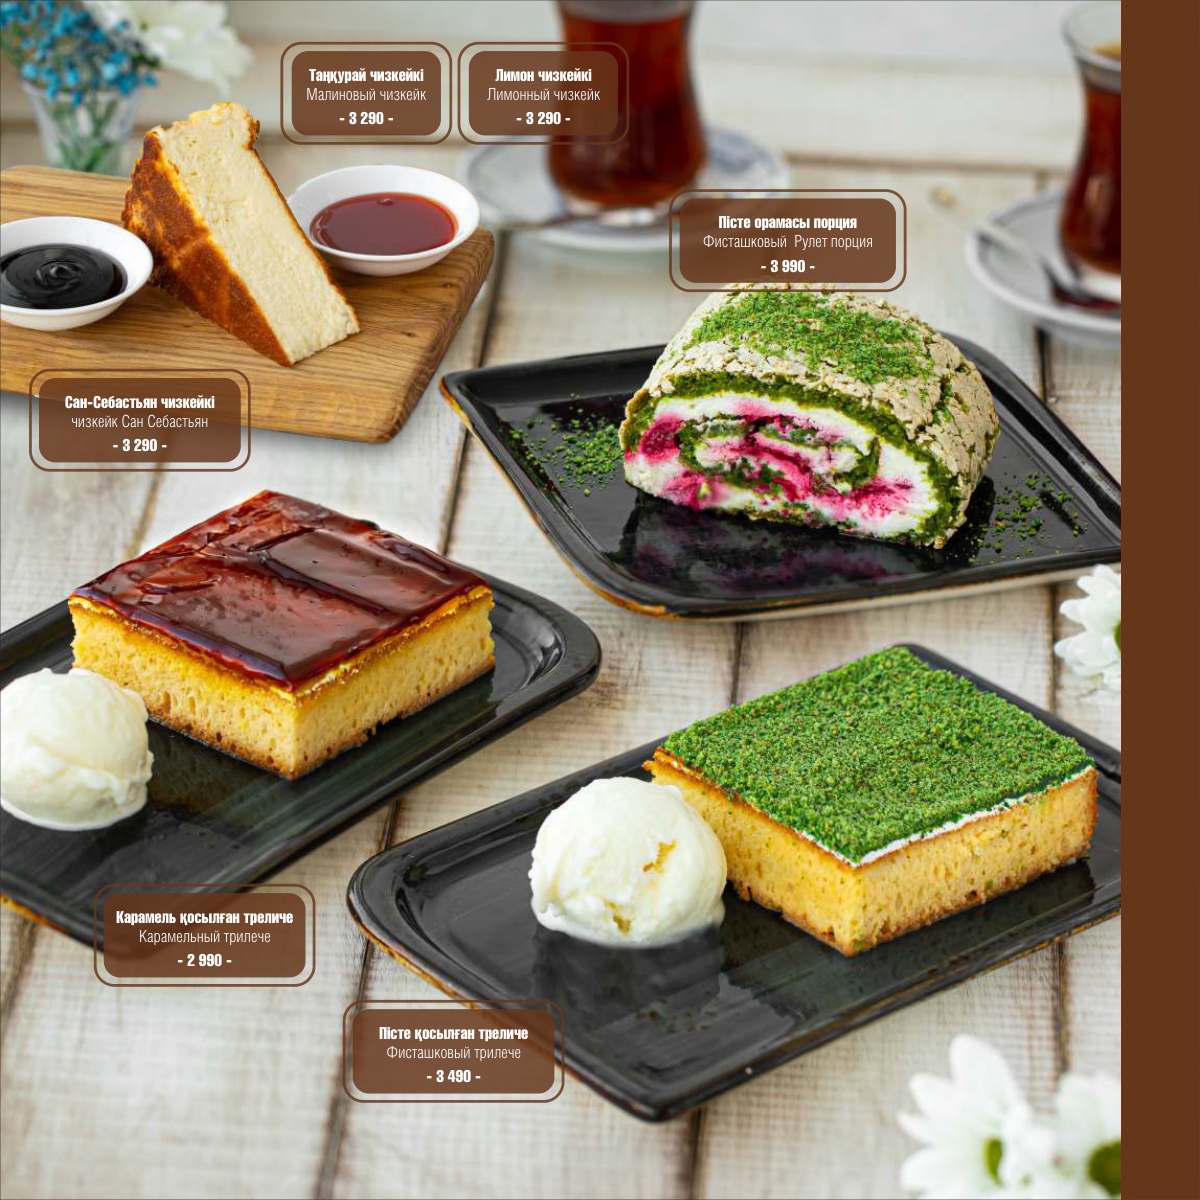 Таңқурай чизкейкі
Малиновый чизкейк
- 3 290 -
Лимон чизкейкі
Лимонный чизкейк
- 3 290 -
Пісте орамасы порция
Фисташковый Рулет порция
- 3 990 -
Сан-Себастьян чизкейкі
чизкейк Сан Себастьян
- 3 290 -
Карамель қосылған треличе
Карамельный трилече
- 2 990 -
Пісте қосылған треличе
Фисташковый трилече
- 3 490 -